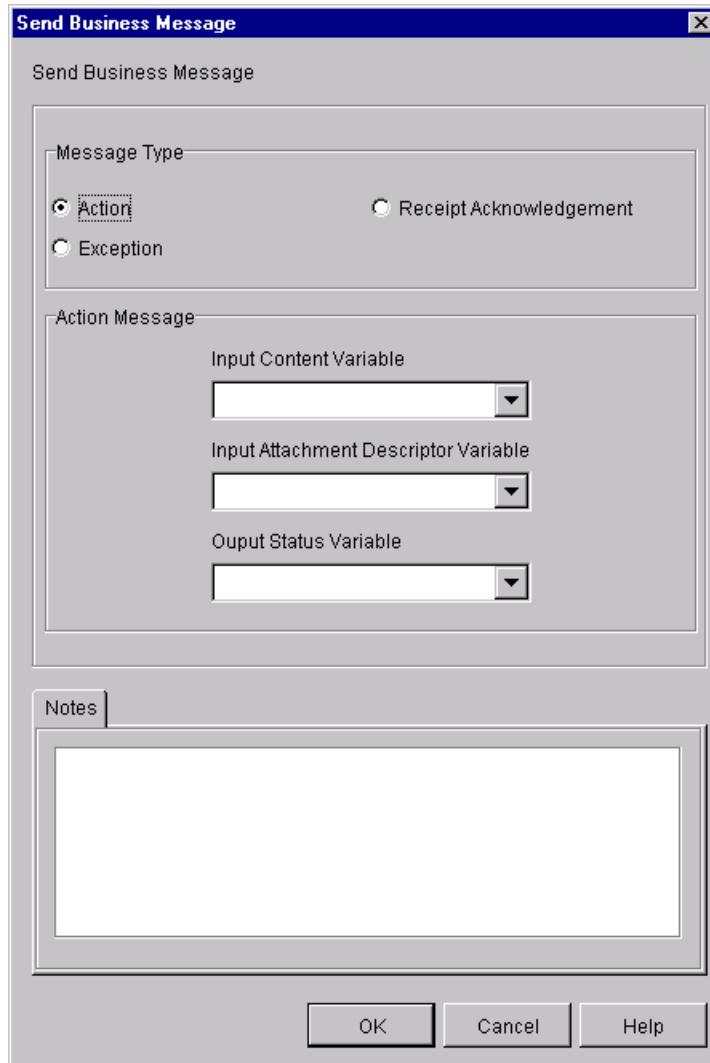 Send Business Message
Send Business Message
Message Type
Action
Receipt Acknowledgement
Exception
Action Message
Input Content Variable
Input Attachment Descriptor Variable
Ouput Status Variable
Notes
OK
Cancel
Help